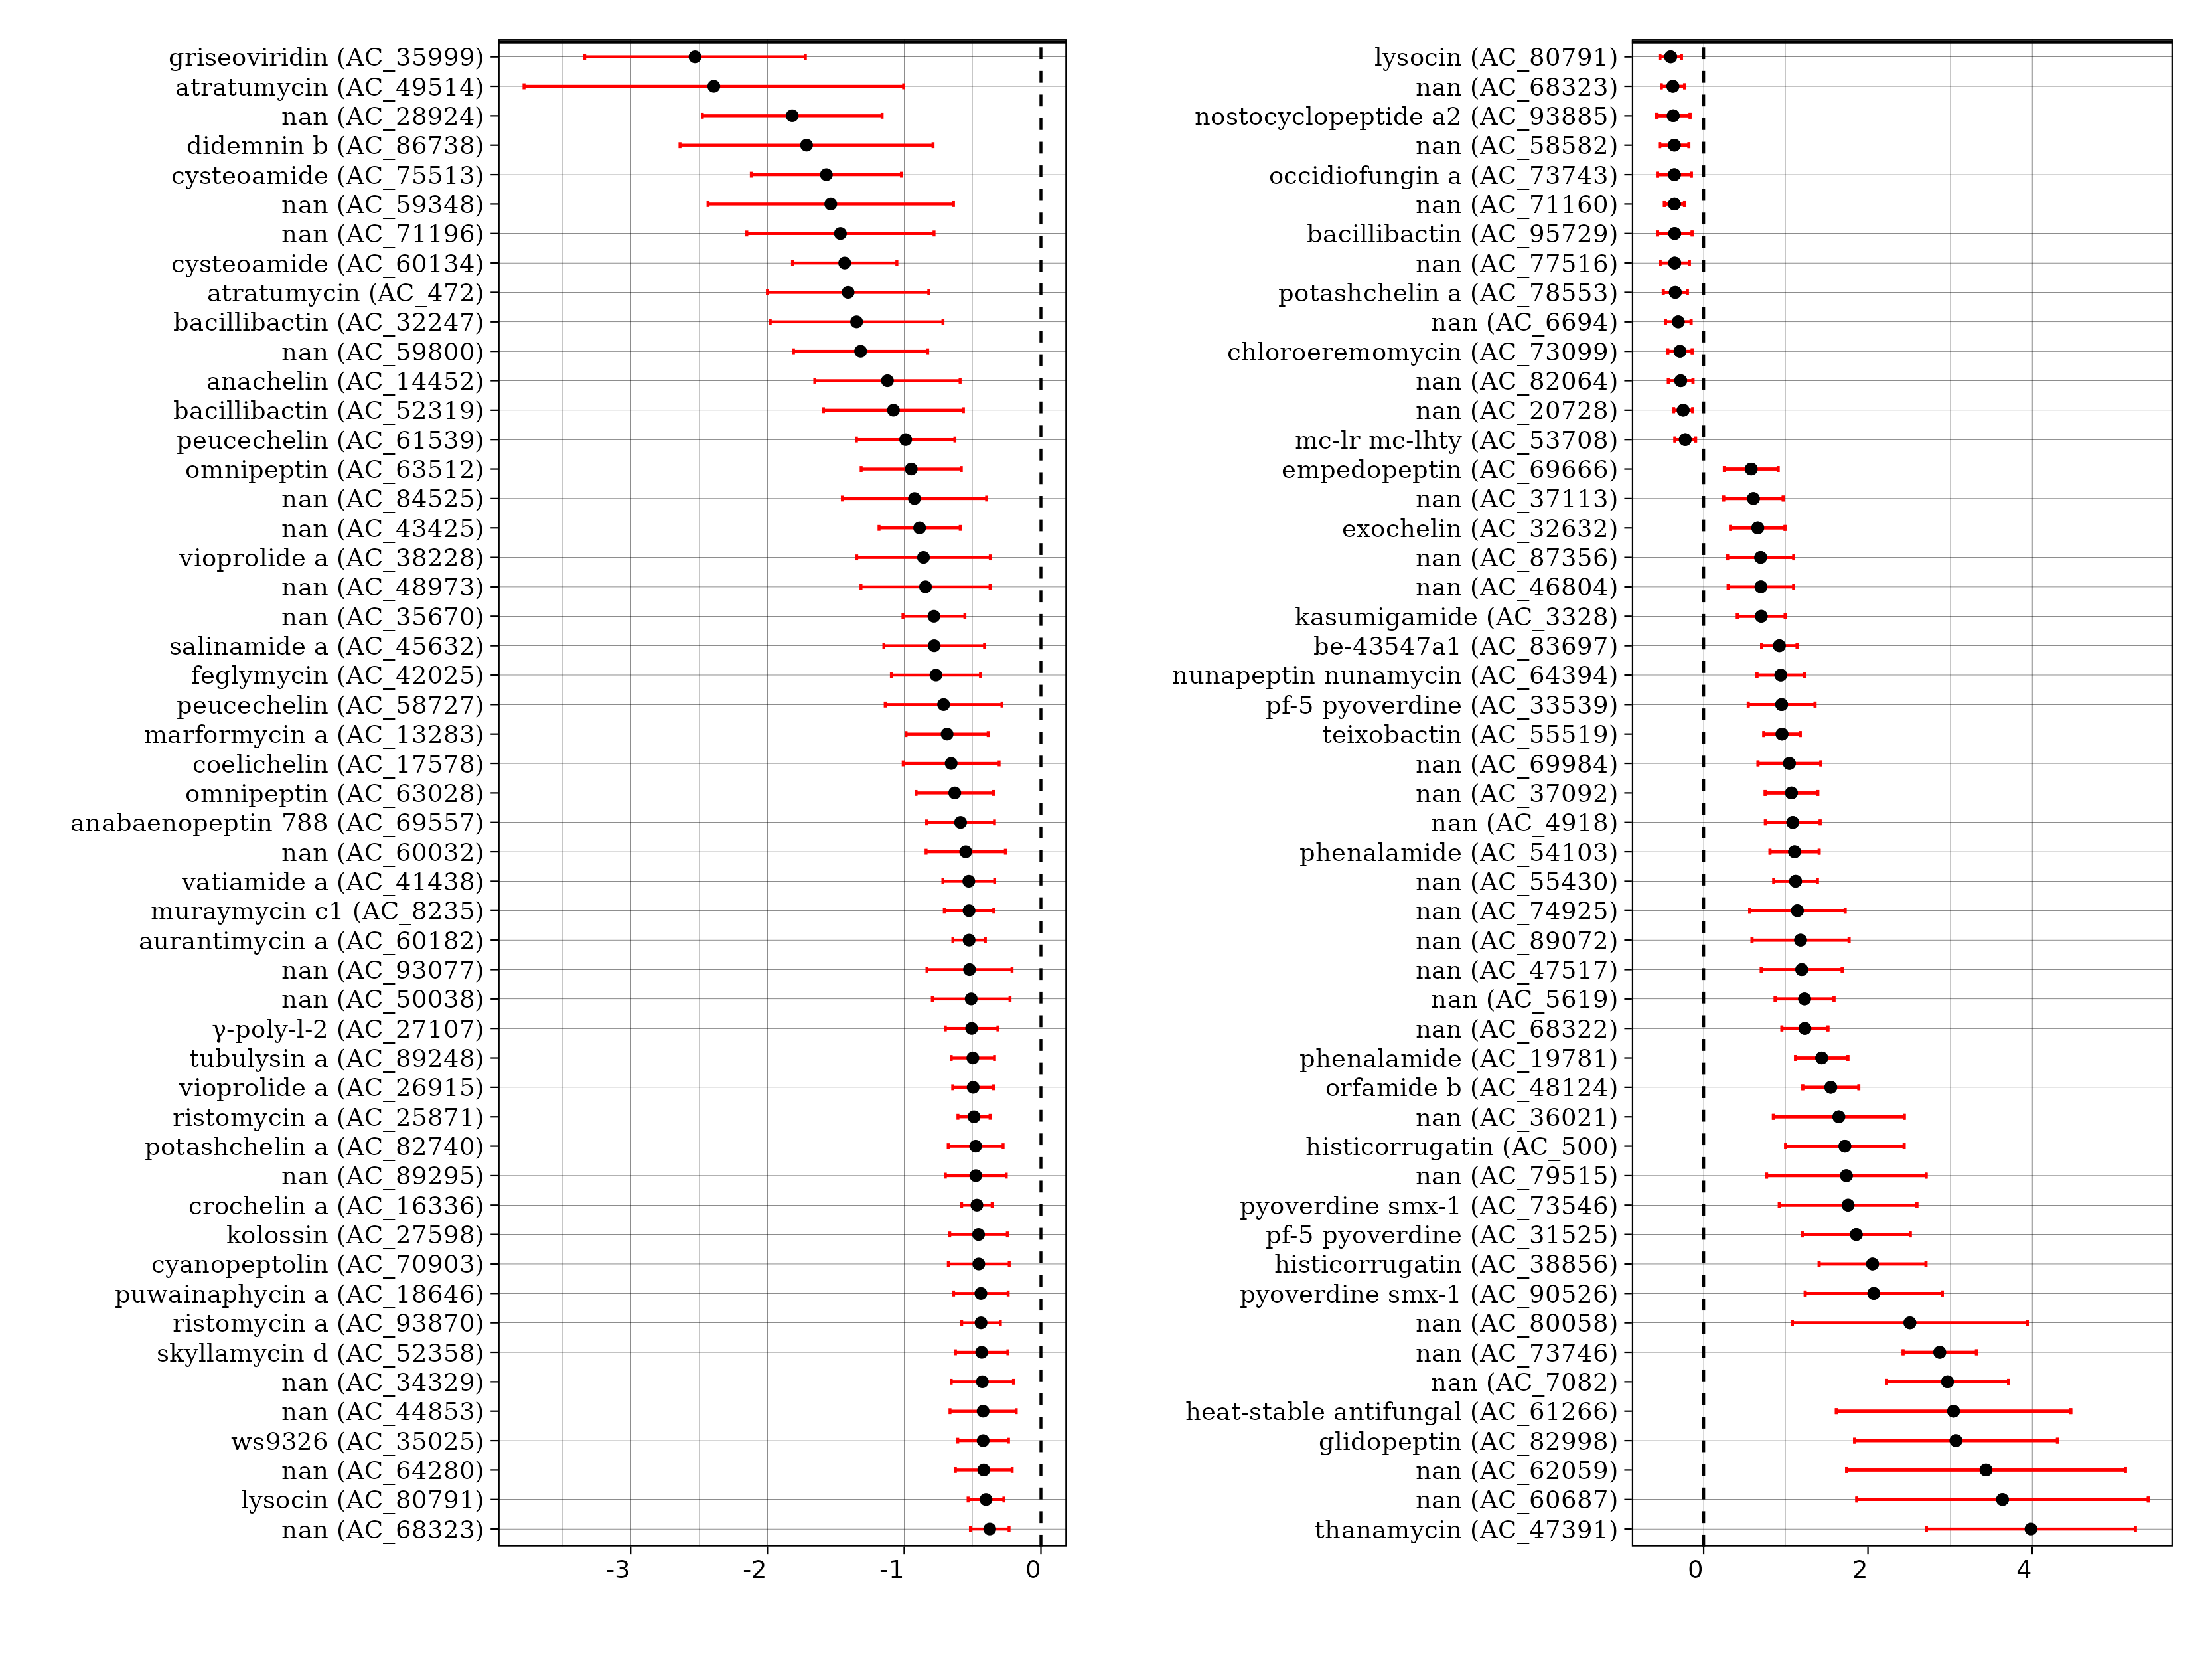 griseoviridin (AC_35999)
atratumycin (AC_49514)
nan (AC_28924)
didemnin b (AC_86738)
cysteoamide (AC_75513)
nan (AC_59348)
nan (AC_71196)
cysteoamide (AC_60134)
atratumycin (AC_472)
bacillibactin (AC_32247)
nan (AC_59800)
anachelin (AC_14452)
bacillibactin (AC_52319)
peucechelin (AC_61539)
omnipeptin (AC_63512)
nan (AC_84525)
nan (AC_43425)
vioprolide a (AC_38228)
nan (AC_48973)
nan (AC_35670)
salinamide a (AC_45632)
feglymycin (AC_42025)
peucechelin (AC_58727)
marformycin a (AC_13283)
coelichelin (AC_17578)
omnipeptin (AC_63028)
anabaenopeptin 788 (AC_69557)
nan (AC_60032)
vatiamide a (AC_41438)
muraymycin c1 (AC_8235)
aurantimycin a (AC_60182)
nan (AC_93077)
nan (AC_50038)
γ-poly-l-2 (AC_27107)
tubulysin a (AC_89248)
vioprolide a (AC_26915)
ristomycin a (AC_25871)
potashchelin a (AC_82740)
nan (AC_89295)
crochelin a (AC_16336)
kolossin (AC_27598)
cyanopeptolin (AC_70903)
puwainaphycin a (AC_18646)
ristomycin a (AC_93870)
skyllamycin d (AC_52358)
nan (AC_34329)
nan (AC_44853)
ws9326 (AC_35025)
nan (AC_64280)
lysocin (AC_80791)
nan (AC_68323)
-3 -2 -1 0
lysocin (AC_80791)
nan (AC_68323)
nostocyclopeptide a2 (AC_93885)
nan (AC_58582)
occidiofungin a (AC_73743)
nan (AC_71160)
bacillibactin (AC_95729)
nan (AC_77516)
potashchelin a (AC_78553)
nan (AC_6694)
chloroeremomycin (AC_73099)
nan (AC_82064)
nan (AC_20728)
mc-lr mc-lhty (AC_53708)
empedopeptin (AC_69666)
nan (AC_37113)
exochelin (AC_32632)
nan (AC_87356)
nan (AC_46804)
kasumigamide (AC_3328)
be-43547a1 (AC_83697)
nunapeptin nunamycin (AC_64394)
pf-5 pyoverdine (AC_33539)
teixobactin (AC_55519)
nan (AC_69984)
nan (AC_37092)
nan (AC_4918)
phenalamide (AC_54103)
nan (AC_55430)
nan (AC_74925)
nan (AC_89072)
nan (AC_47517)
nan (AC_5619)
nan (AC_68322)
phenalamide (AC_19781)
orfamide b (AC_48124)
nan (AC_36021)
histicorrugatin (AC_500)
nan (AC_79515)
pyoverdine smx-1 (AC_73546)
pf-5 pyoverdine (AC_31525)
histicorrugatin (AC_38856)
pyoverdine smx-1 (AC_90526)
nan (AC_80058)
nan (AC_73746)
nan (AC_7082)
heat-stable antifungal (AC_61266)
glidopeptin (AC_82998)
nan (AC_62059)
nan (AC_60687)
thanamycin (AC_47391)
0 2 4